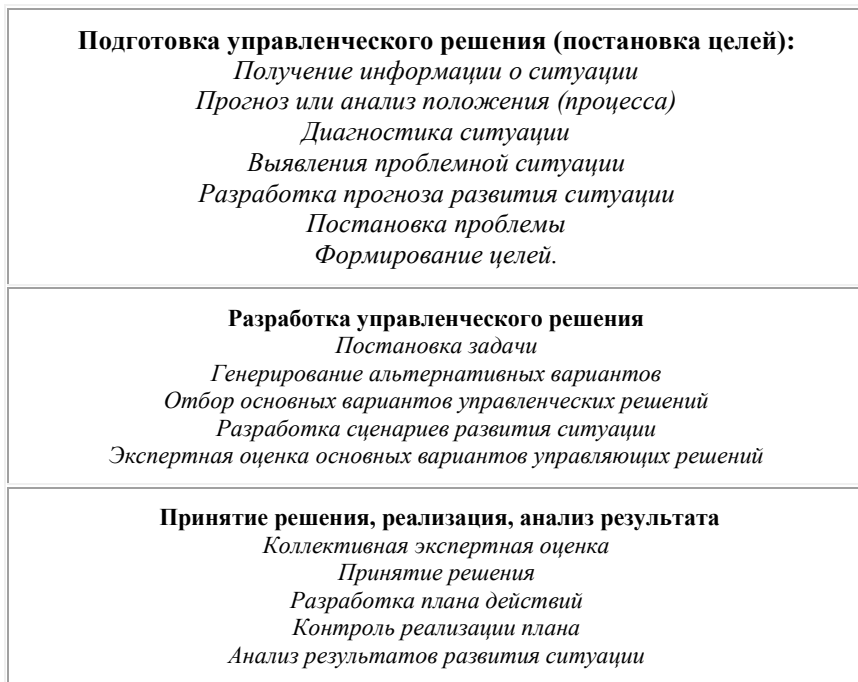 Подготовка управленческого решения (постановка целей):
Получение информации о ситуации
Прогноз или анализ положения (процесса)
Диагностика ситуации
Выявления проблемной ситуации
Разработка прогноза развития ситуации
Постановка проблемы
Формирование целей.
Разработка управленческого решения
Постановка задачи
Генерирование альтернативных вариантов
Отбор основных вариантов управленческих решений
Разработка сценариев развития ситуации
Экспертная оценка основных вариантов управляющих решений
Принятие решения, реализация, анализ результата
Коллективная экспертная оценка
Принятие решения
Разработка плана действий
Контроль реализации плана
Анализ результатов развития ситуации